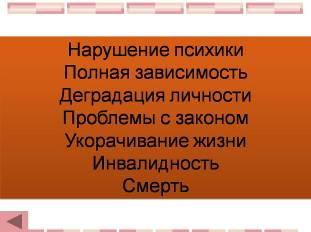 Нарушение психики
Полная зависимость
Деградация личности
Проблемы с законом
Укорачивание жизни
Инвалидность
Смерть